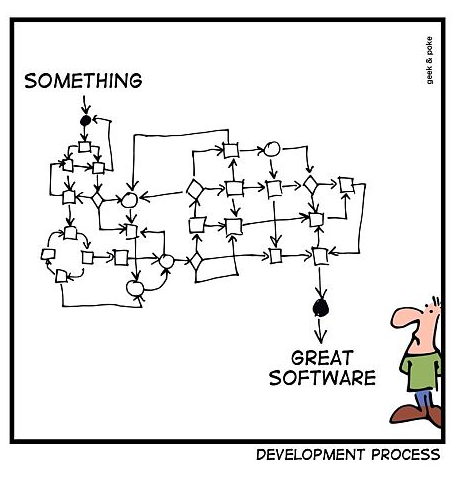 geek & poke
SOMETHING
GREAT
SOFTWARE
DEVELOPMENT PROCESS